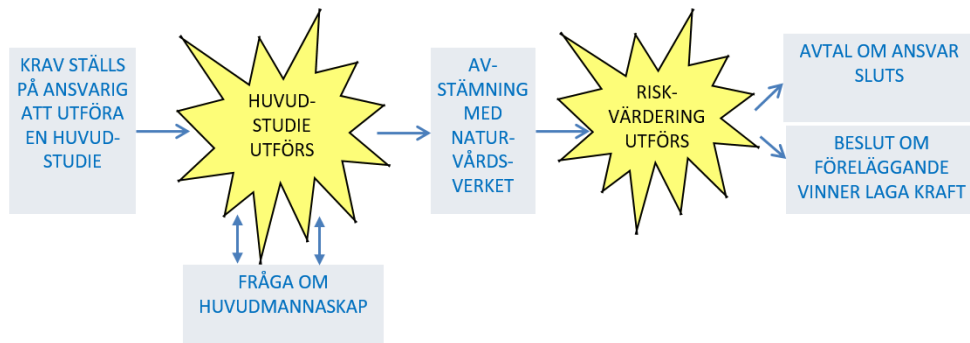 KRAV STÄLLS
PÅ ANSVARIG
ATT UTFÖRA
EN HUVUD-
STUDIE
HUVUD-
STUDIE
UTFÖRS
FRÅGA OM
HUVUDMANNASKAP
AV-
STÄMNING
MED
NATUR-
VÅRDS-
VERKET
RISK-
VÄRDERING
UTFÖRS
AVTAL OM ANSVAR
SLUTS
BESLUT OM
FÖRELÄGGANDE
VINNER LAGA KRAFT